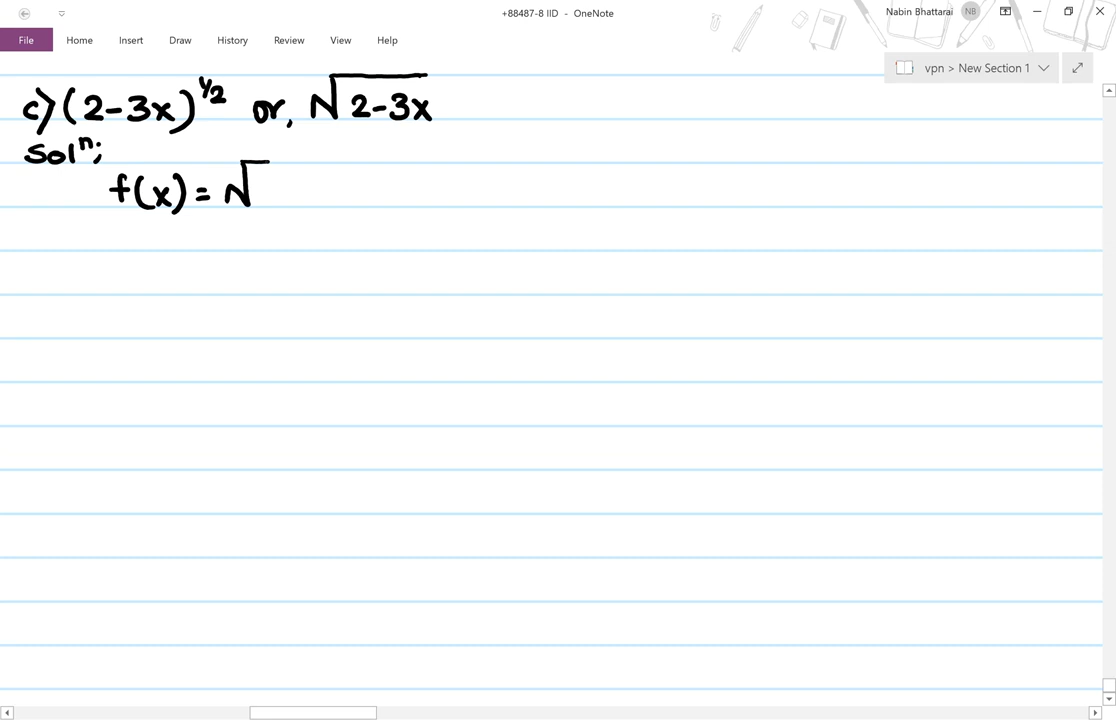 +88487-8 IID - OneNote
Nabin Bhattarai NB
File Home Insert Draw History Review View Help
vpn > New Section 1
c) (2-3x)^1/2 or, √2-3x
Solⁿ;
f(x) = √